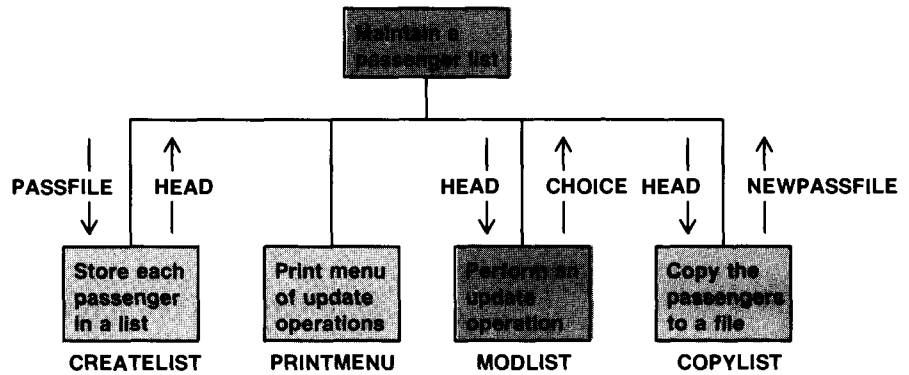 Maintain a
passenger list
PASSFILE
HEAD
HEAD
CHOICE
HEAD
NEWPASSFILE
Store each
passenger
in a list
Print menu
of update
operations
Perform an
update
operation
Copy the
passengers
to a file
CREATELIST
PRINTMENU
MODLIST
COPYLIST